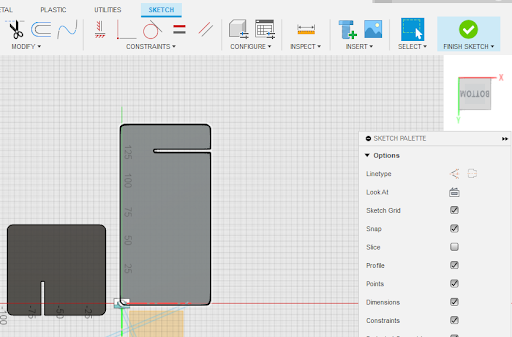 ETAL PLASTIC UTILITIES SKETCH
MODIFY CONSTRAINTS CONFIGURE INSPECT INSERT SELECT FINISH SKETCH
BOTTOM
X
Y
SKETCH PALETTE
Options
Linetype
Look At
Sketch Grid
Snap
Slice
Profile
Points
Dimensions
Constraints
125
100
75
50
25
-100
-75
-50
-25